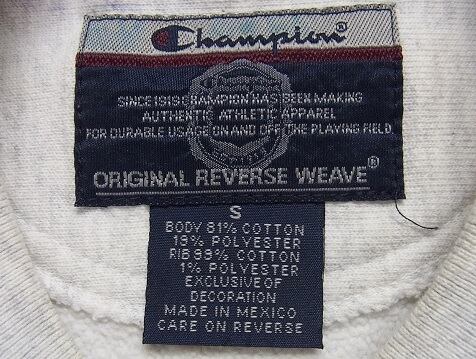 Champion®
SINCE 1919 CHAMPION HAS BEEN MAKING
AUTHENTIC ATHLETIC APPAREL
FOR DURABLE USAGE ON AND OFF THE PLAYING FIELD
ORIGINAL REVERSE WEAVE®
S
BODY 81% COTTON
19% POLYESTER
RIB 99% COTTON
1% POLYESTER
EXCLUSIVE OF
DECORATION
MADE IN MEXICO
CARE ON REVERSE